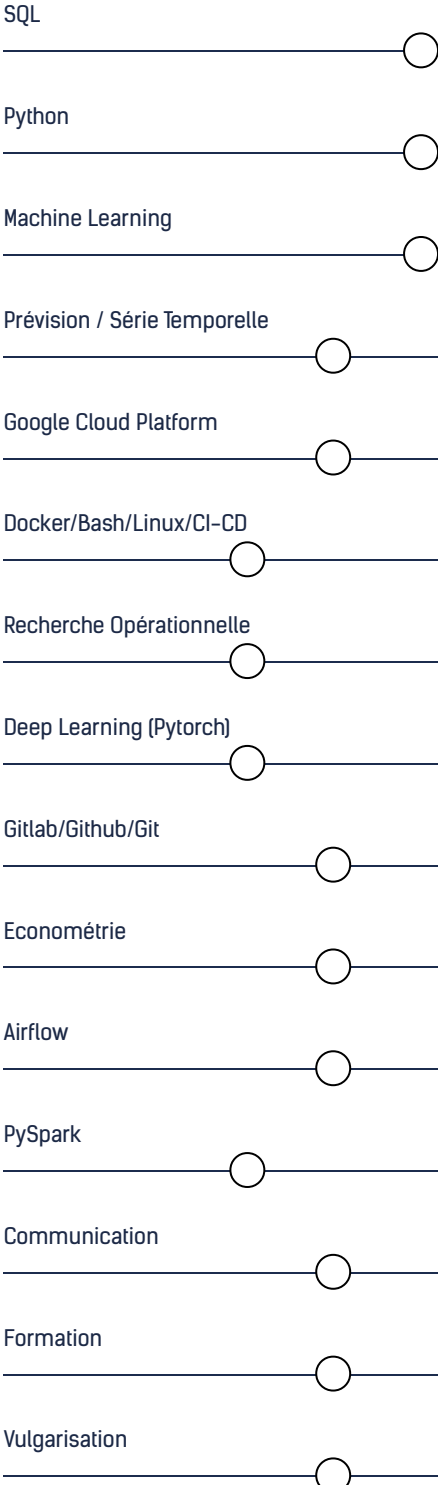 SQL
Python
Machine Learning
Prévision / Série Temporelle
Google Cloud Platform
Docker/Bash/Linux/CI-CD
Recherche Opérationnelle
Deep Learning (Pytorch)
Gitlab/Github/Git
Econométrie
Airflow
PySpark
Communication
Formation
Vulgarisation